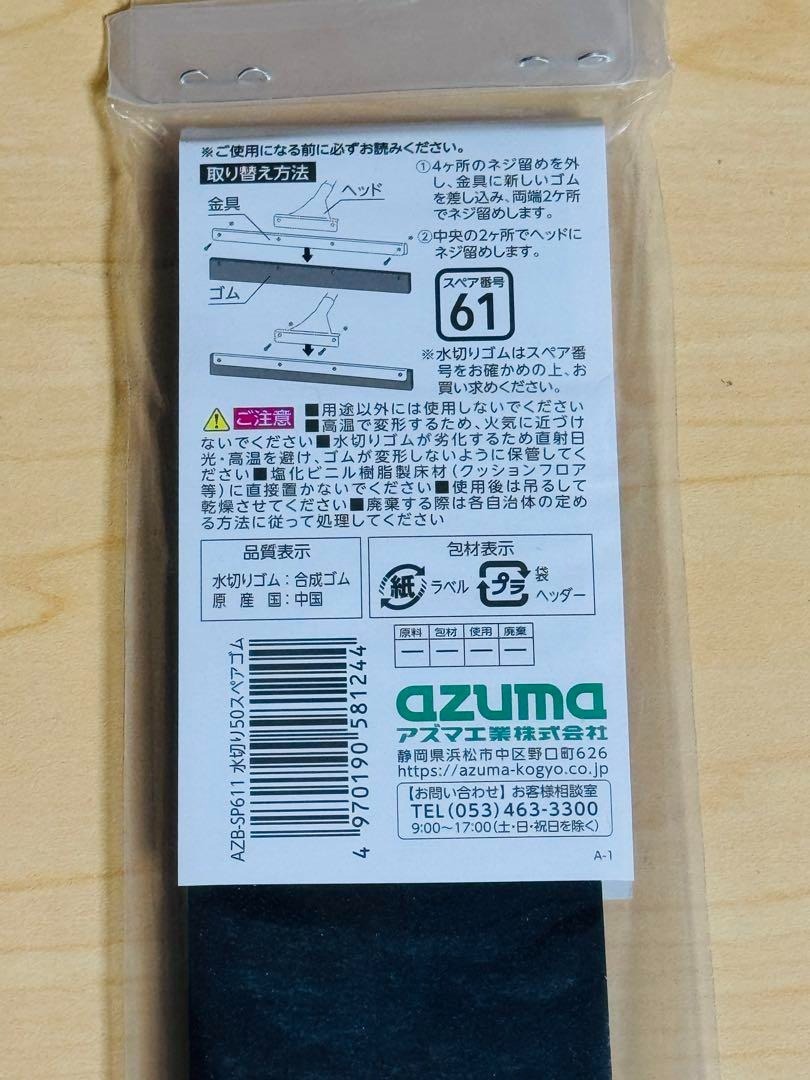 ※ご使用になる前に必ずお読みください。
取り替え方法
ヘッド
金具
ゴム
①4ヶ所のネジ留めを外
し、金具に新しいゴム
を差し込み、両端2ヶ所
でネジ留めします。
②中央の2ヶ所でヘッドに
ネジ留めします。
スペア番号
61
※水切りゴムはスペア番
号をお確かめの上、お
買い求めください。
ご注意 ■用途以外には使用しないでください
■高温で変形するため、火気に近づけ
ないでください■水切りゴムが劣化するため直射日
光・高温を避け、ゴムが変形しないように保管してく
ださい■塩化ビニル樹脂製床材(クッションフロア
等)に直接置かないでください■使用後は吊るして
乾燥させてください■廃棄する際は各自治体の定め
る方法に従って処理してください
品質表示
水切りゴム:合成ゴム
原産国:中国
包材表示
紙 ラベル
プラ 袋
ヘッダー
原料 包材 使用 廃棄
— — — —
AZB-SP611 水切り50スペアゴム
4 970190 581244
azuma
アズマ工業株式会社
静岡県浜松市中区野口町626
https://azuma-kogyo.co.jp
【お問い合わせ】お客様相談室
TEL(053)463-3300
9:00～17:00(土・日・祝日を除く)
A-1